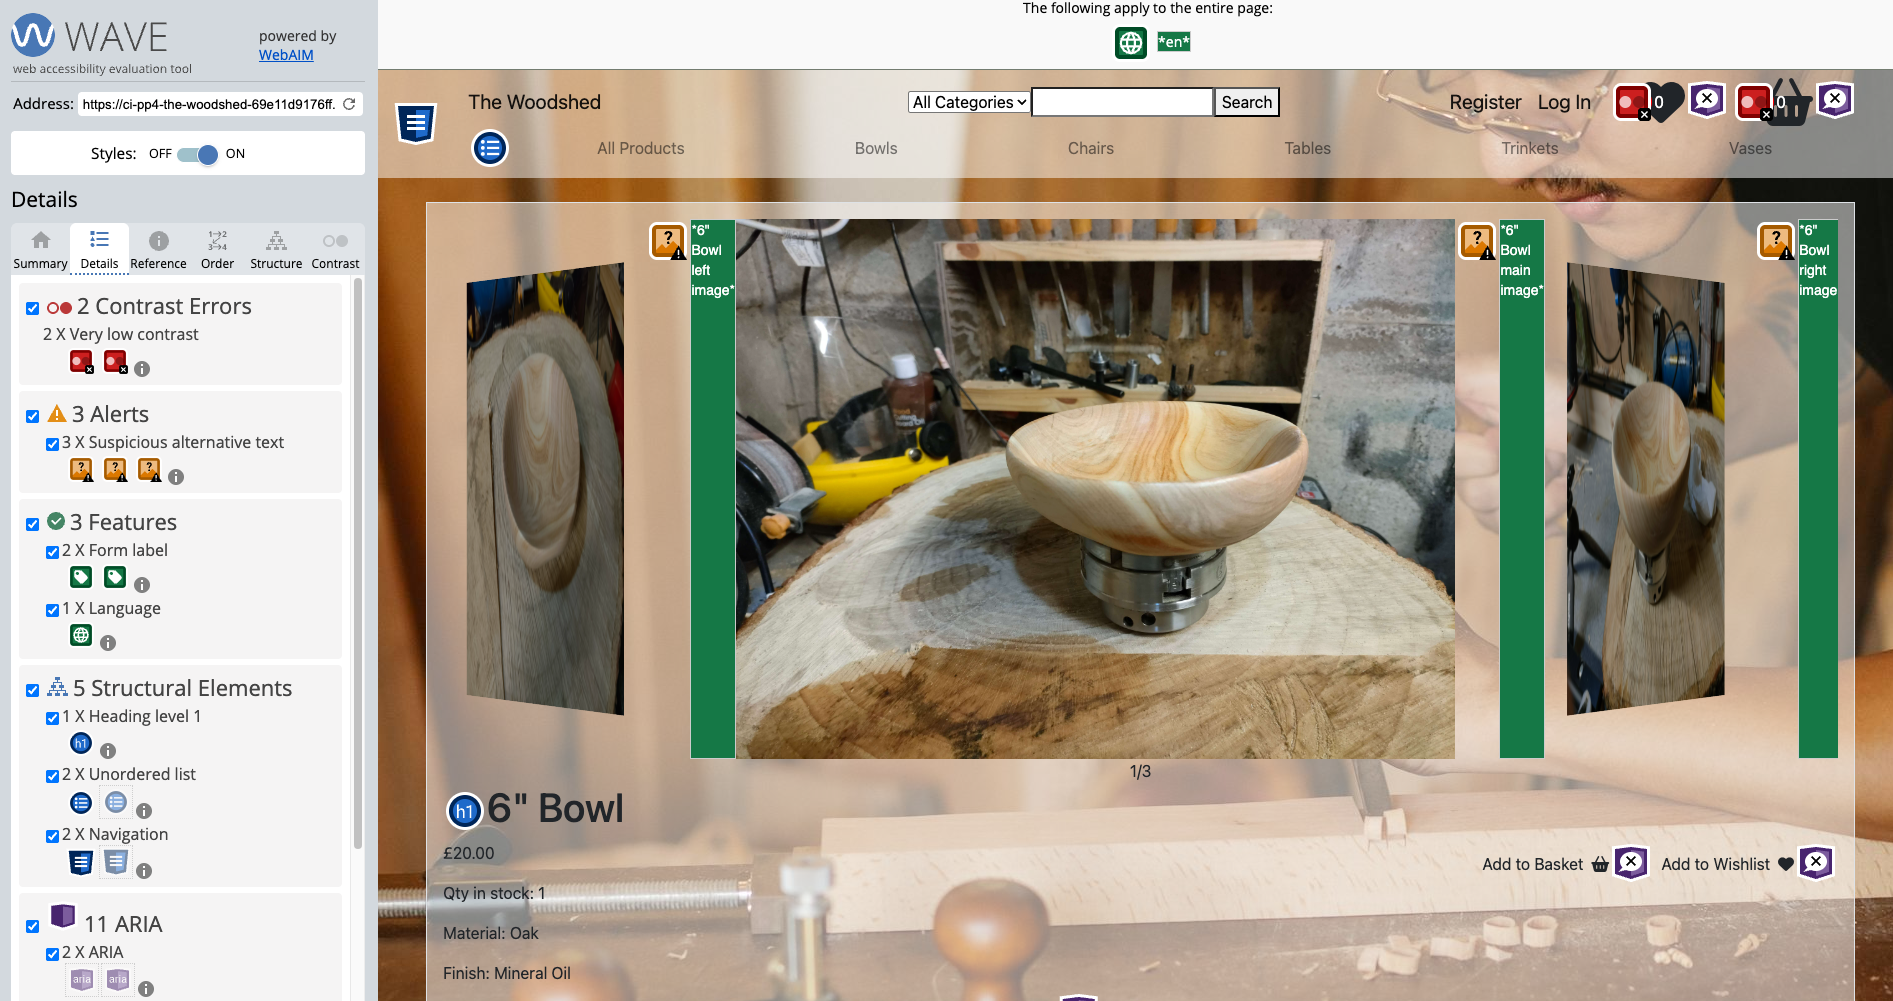 WAVE
web accessibility evaluation tool
powered by
WebAIM
Address: https://ci-pp4-the-woodshed-69e11d9176ff.
Styles: OFF ON
Details
Summary Details Reference Order Structure Contrast
2 Contrast Errors
2 X Very low contrast
3 Alerts
3 X Suspicious alternative text
3 Features
2 X Form label
1 X Language
5 Structural Elements
1 X Heading level 1
h1
2 X Unordered list
2 X Navigation
11 ARIA
2 X ARIA
aria aria
The following apply to the entire page:
*en*
The Woodshed
All Categories
Search
Register Log In 0 0
All Products Bowls Chairs Tables Trinkets Vases
*6"
Bowl
left
image*
*6"
Bowl
main
image*
*6"
Bowl
right
image
1/3
h1 6" Bowl
£20.00
Add to Basket Add to Wishlist
Qty in stock: 1
Material: Oak
Finish: Mineral Oil